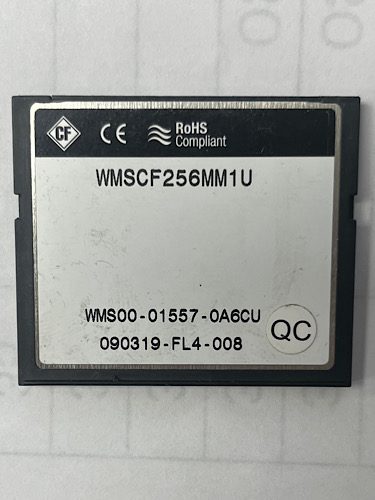 CF CE RoHS
Compliant
WMSCF256MM1U
WMS00-01557-0A6CU
QC
090319-FL4-008